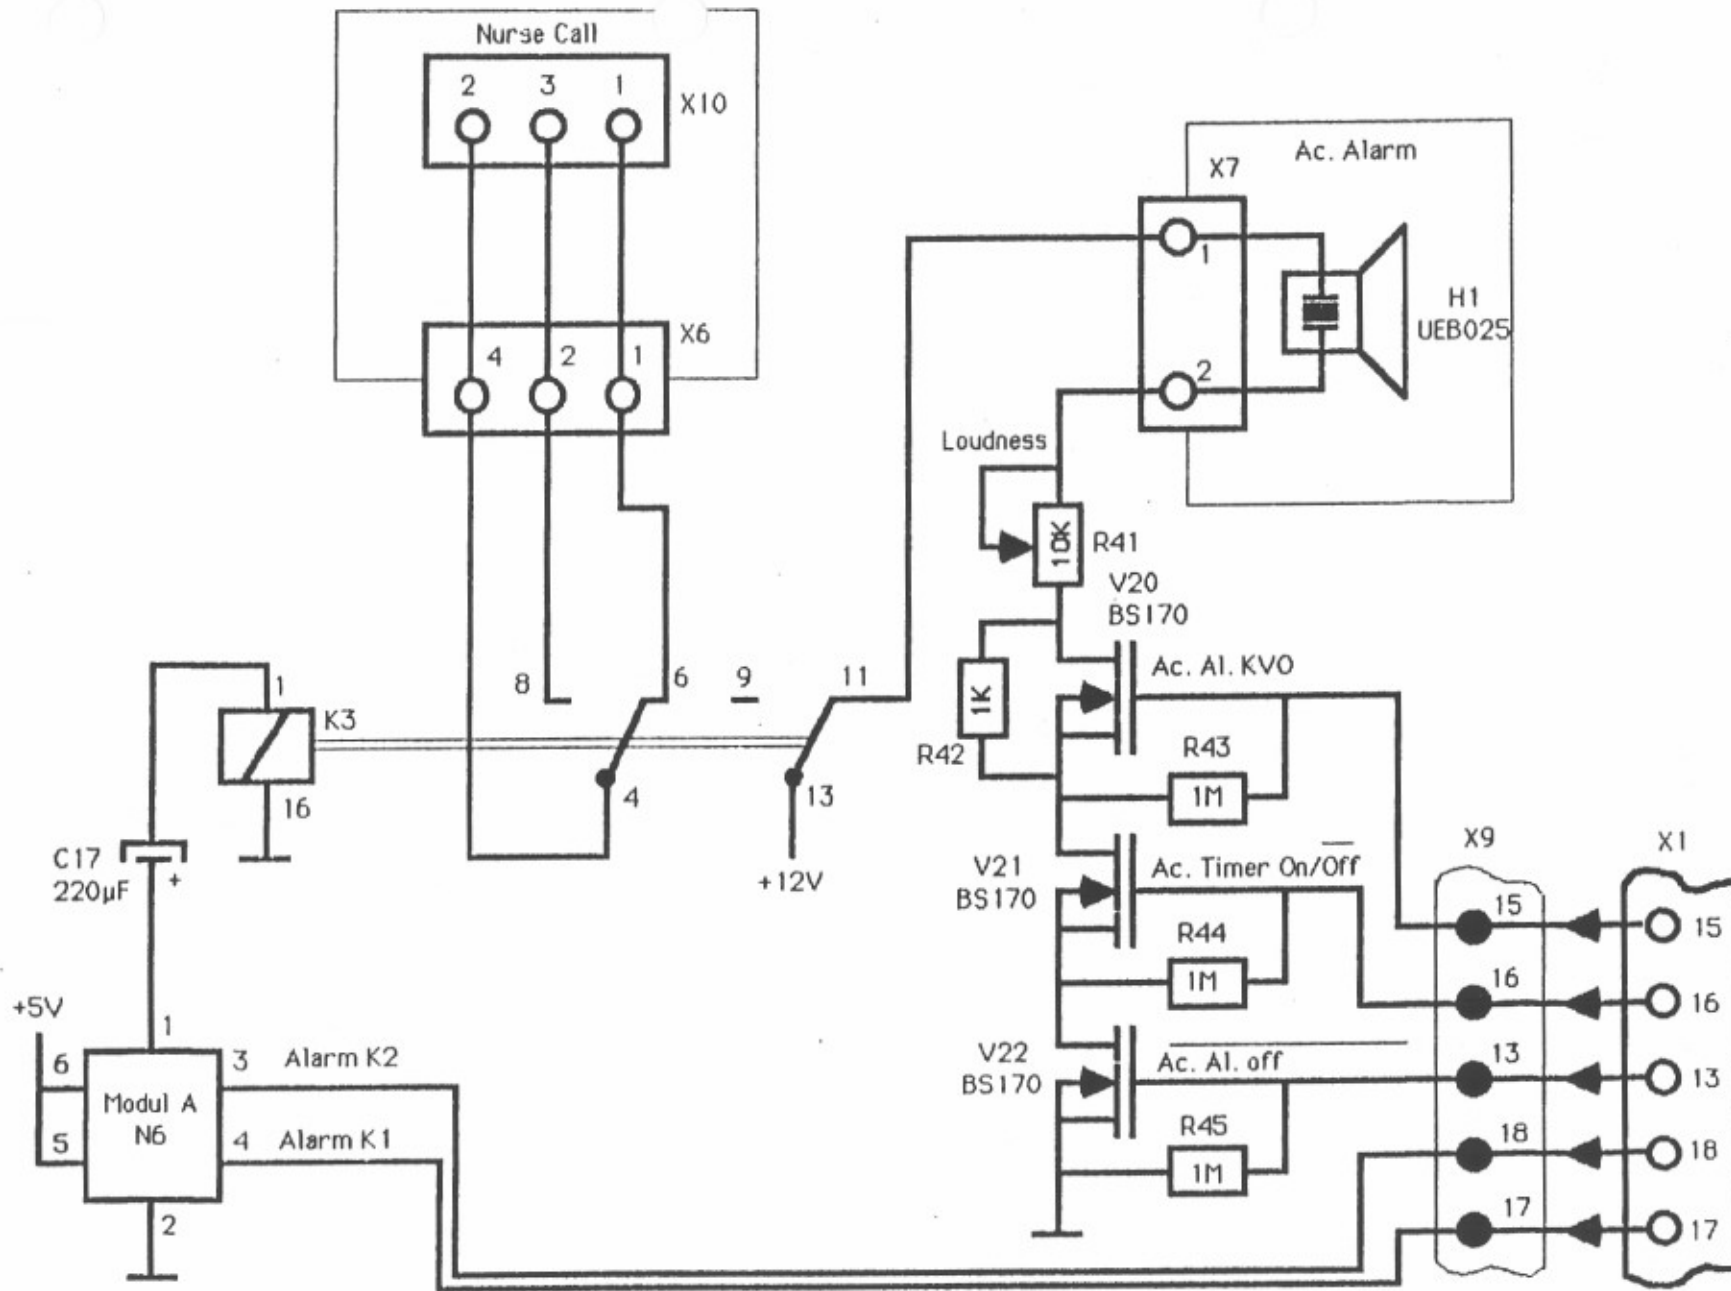 Nurse Call
2 3 1
X10
X6
4 2 1
Ac. Alarm
X7
1
2
H1
UEB025
Loudness
10K
R41
V20
BS170
Ac. Al. KVO
1K
R42
R43
1M
8 6 9 11
4 13
+12V
1
K3
16
C17
220µF
+
V21
BS170
Ac. Timer On/Off
R44
1M
V22
BS170
Ac. Al. off
R45
1M
X9 X1
15 15
16 16
13 13
18 18
17 17
+5V
1
6 3 Alarm K2
Modul A
N6
5 4 Alarm K1
2